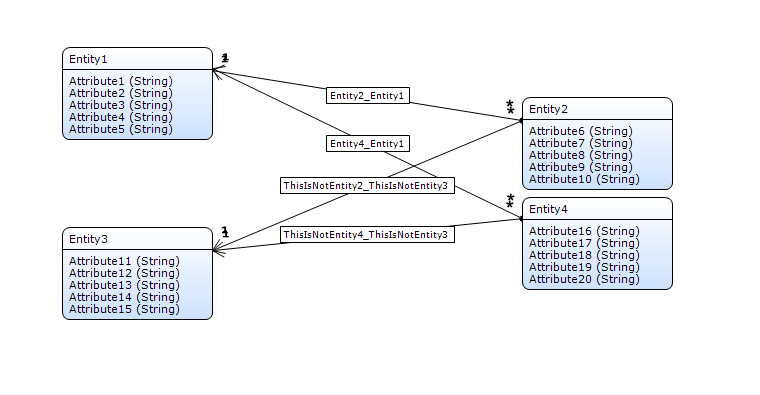 Entity1
Attribute1 (String)
Attribute2 (String)
Attribute3 (String)
Attribute4 (String)
Attribute5 (String)
1
1
Entity2_Entity1
*
*
Entity2
Attribute6 (String)
Attribute7 (String)
Attribute8 (String)
Attribute9 (String)
Attribute10 (String)
Entity4_Entity1
ThisIsNotEntity2_ThisIsNotEntity3
Entity3
Attribute11 (String)
Attribute12 (String)
Attribute13 (String)
Attribute14 (String)
Attribute15 (String)
1
1
ThisIsNotEntity4_ThisIsNotEntity3
*
*
Entity4
Attribute16 (String)
Attribute17 (String)
Attribute18 (String)
Attribute19 (String)
Attribute20 (String)